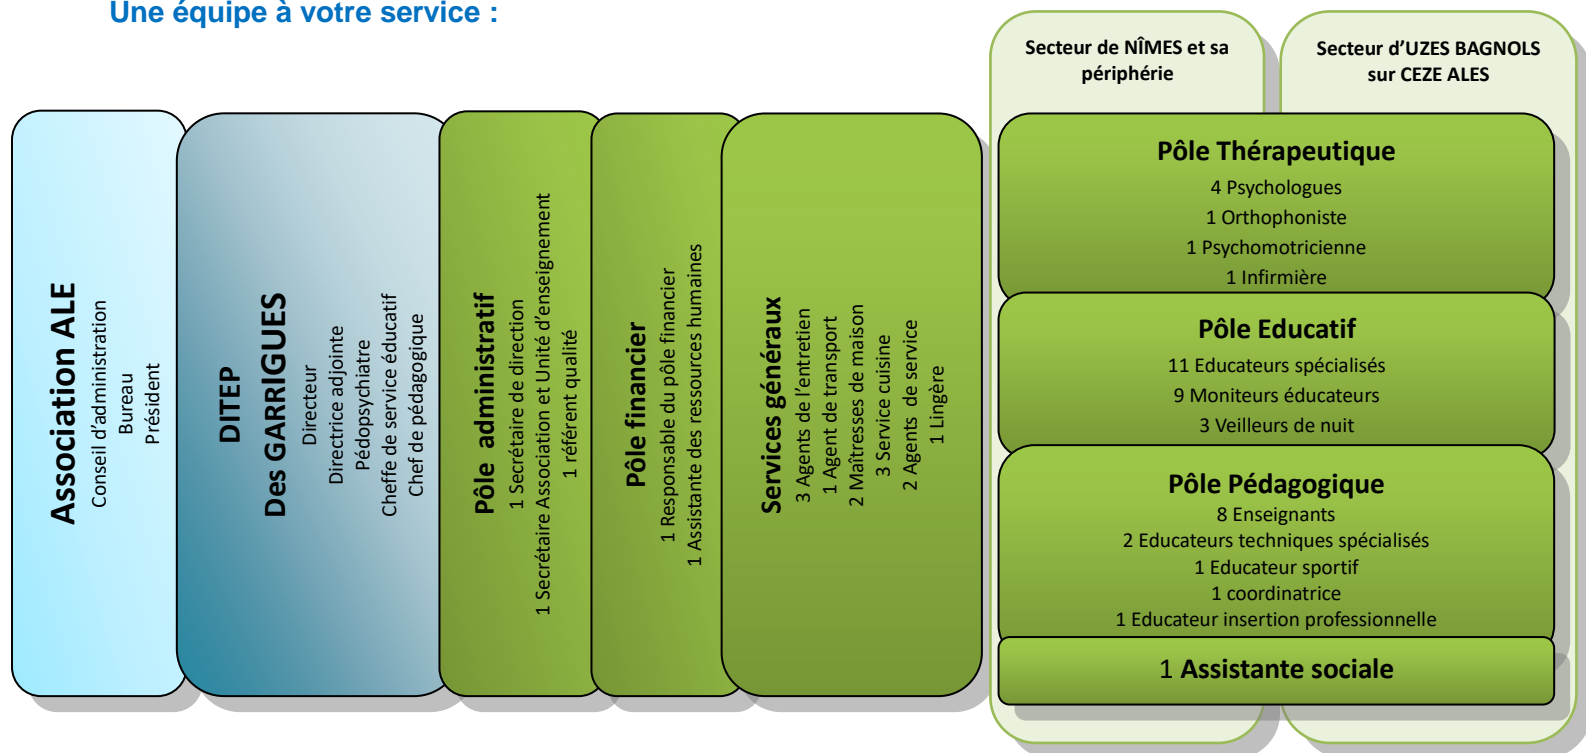 Une équipe à votre service :
Association ALE
Conseil d'administration
Bureau
Président
DITEP
Des GARRIGUES
Directeur
Directrice adjointe
Pédopsychiatre
Cheffe de service éducatif
Chef de pédagogique
Pôle administratif
1 Secrétaire de direction
1 Secrétaire Association et Unité d'enseignement
1 référent qualité
Pôle financier
1 Responsable du pôle financier
1 Assistante des ressources humaines
Services généraux
3 Agents de l'entretien
1 Agent de transport
2 Maîtresses de maison
3 Service cuisine
2 Agents de service
1 Lingère
Secteur de NÎMES et sa
périphérie
Secteur d'UZES BAGNOLS
sur CEZE ALES
Pôle Thérapeutique
4 Psychologues
1 Orthophoniste
1 Psychomotricienne
1 Infirmière
Pôle Educatif
11 Educateurs spécialisés
9 Moniteurs éducateurs
3 Veilleurs de nuit
Pôle Pédagogique
8 Enseignants
2 Educateurs techniques spécialisés
1 Educateur sportif
1 coordinatrice
1 Educateur insertion professionnelle
1 Assistante sociale